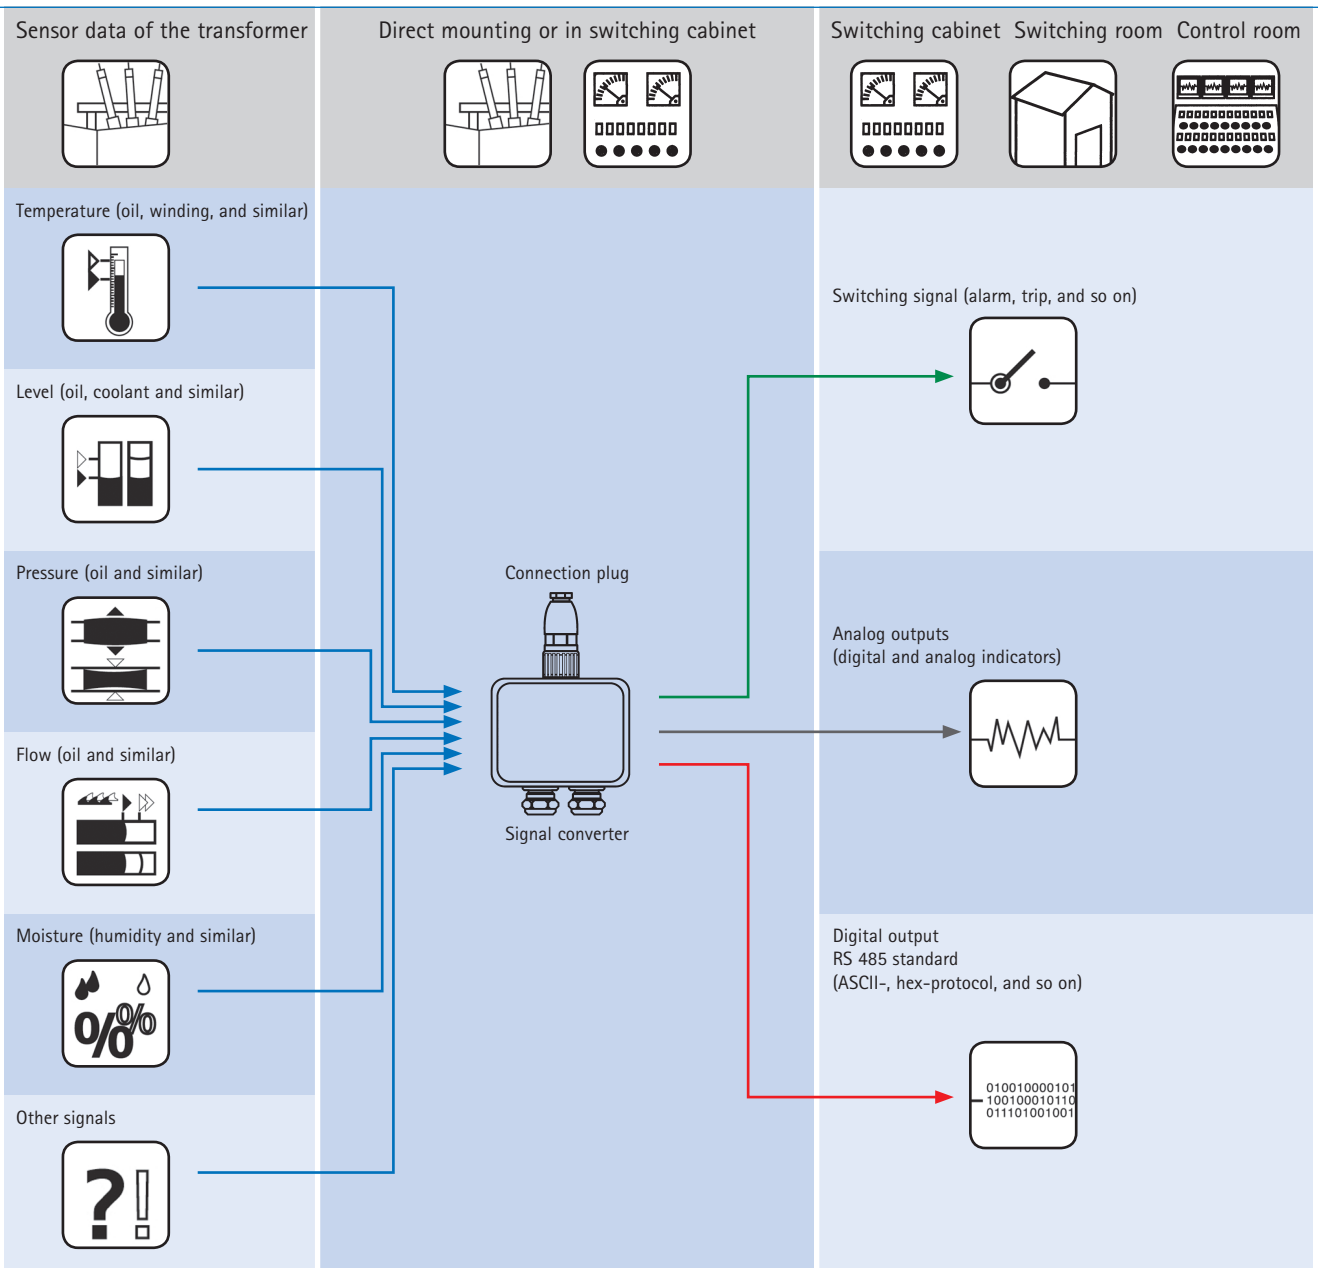 Sensor data of the transformer
Direct mounting or in switching cabinet
Switching cabinet Switching room Control room
Temperature (oil, winding, and similar)
Level (oil, coolant and similar)
Pressure (oil and similar)
Flow (oil and similar)
Moisture (humidity and similar)
%%
Other signals
?!
Connection plug
Signal converter
Switching signal (alarm, trip, and so on)
Analog outputs
(digital and analog indicators)
Digital output
RS 485 standard
(ASCII-, hex-protocol, and so on)
010010000101
100100010110
011101001001